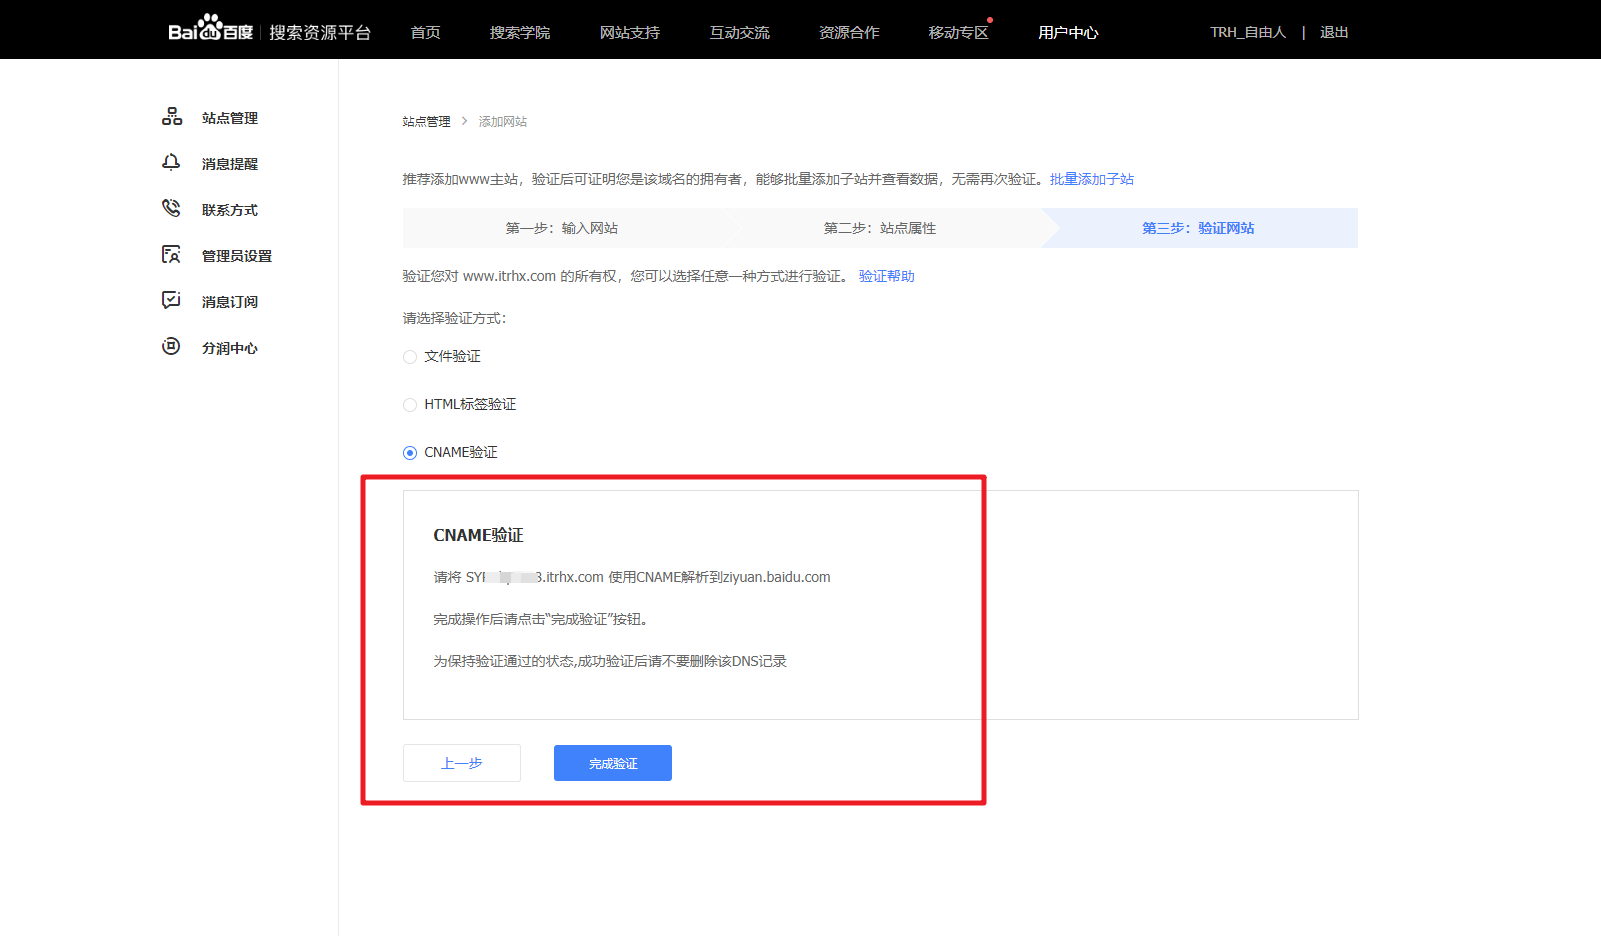 Bai du 百度 搜索资源平台 首页 搜索学院 网站支持 互动交流 资源合作 移动专区 用户中心 TRH_自由人 | 退出
站点管理
消息提醒
联系方式
管理员设置
消息订阅
分润中心
站点管理 > 添加网站
推荐添加www主站，验证后可证明您是该域名的拥有者，能够批量添加子站并查看数据，无需再次验证。批量添加子站
第一步：输入网站 第二步：站点属性 第三步：验证网站
验证您对 www.itrhx.com 的所有权，您可以选择任意一种方式进行验证。 验证帮助
请选择验证方式：
文件验证
HTML标签验证
CNAME验证
CNAME验证
请将 .itrhx.com 使用CNAME解析到ziyuan.baidu.com
完成操作后请点击“完成验证”按钮。
为保持验证通过的状态,成功验证后请不要删除该DNS记录
上一步 完成验证